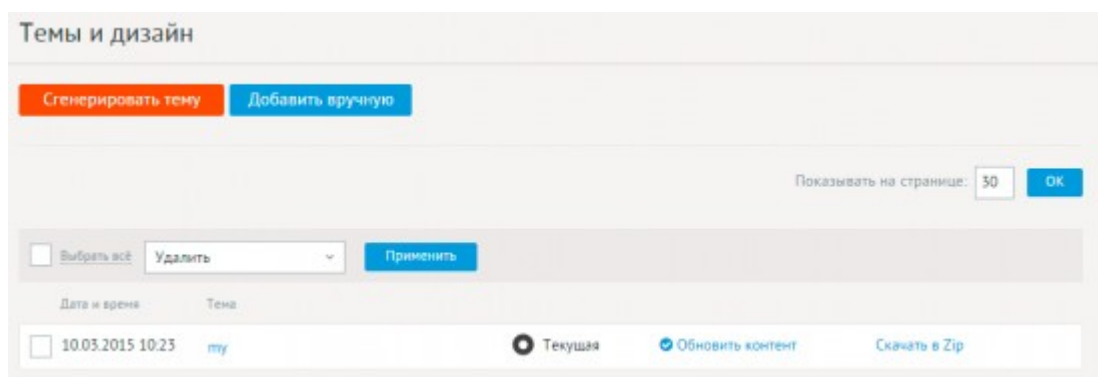 Темы и дизайн
Сгенерировать тему Добавить вручную
Показывать на странице: 30 ОК
Выбрать всё Удалить Применить
Дата и время Тема
10.03.2015 10:23 my Текущая Обновить контент Скачать в Zip